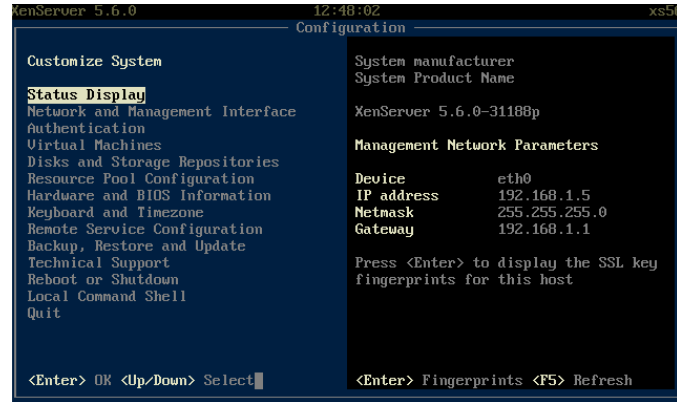 XenServer 5.6.0 12:48:02
Configuration
Customize System
Status Display
Network and Management Interface
Authentication
Virtual Machines
Disks and Storage Repositories
Resource Pool Configuration
Hardware and BIOS Information
Keyboard and Timezone
Remote Service Configuration
Backup, Restore and Update
Technical Support
Reboot or Shutdown
Local Command Shell
Quit
<Enter> OK <Up/Down> Select
System manufacturer
System Product Name
XenServer 5.6.0-31188p
Management Network Parameters
Device eth0
IP address 192.168.1.5
Netmask 255.255.255.0
Gateway 192.168.1.1
Press <Enter> to display the SSL key
fingerprints for this host
<Enter> Fingerprints <F5> Refresh